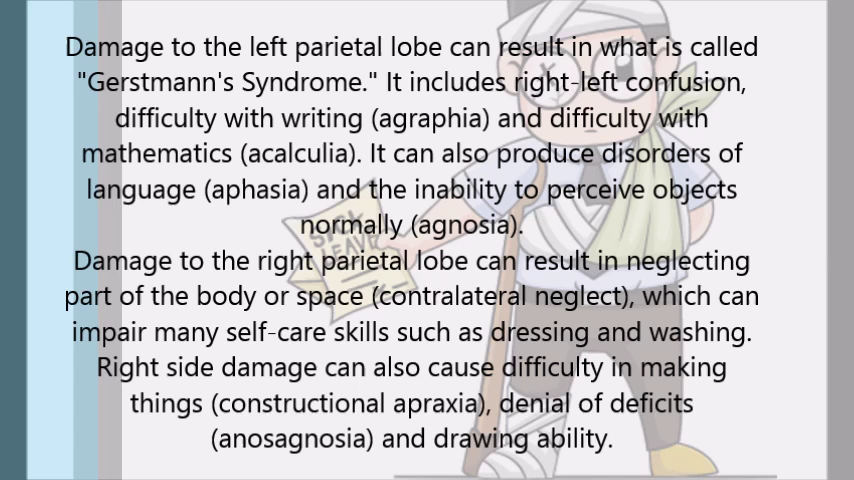 Damage to the left parietal lobe can result in what is called
"Gerstmann's Syndrome." It includes right-left confusion,
difficulty with writing (agraphia) and difficulty with
mathematics (acalculia). It can also produce disorders of
language (aphasia) and the inability to perceive objects
normally (agnosia).
Damage to the right parietal lobe can result in neglecting
part of the body or space (contralateral neglect), which can
impair many self-care skills such as dressing and washing.
Right side damage can also cause difficulty in making
things (constructional apraxia), denial of deficits
(anosagnosia) and drawing ability.
SICK
LEAVE